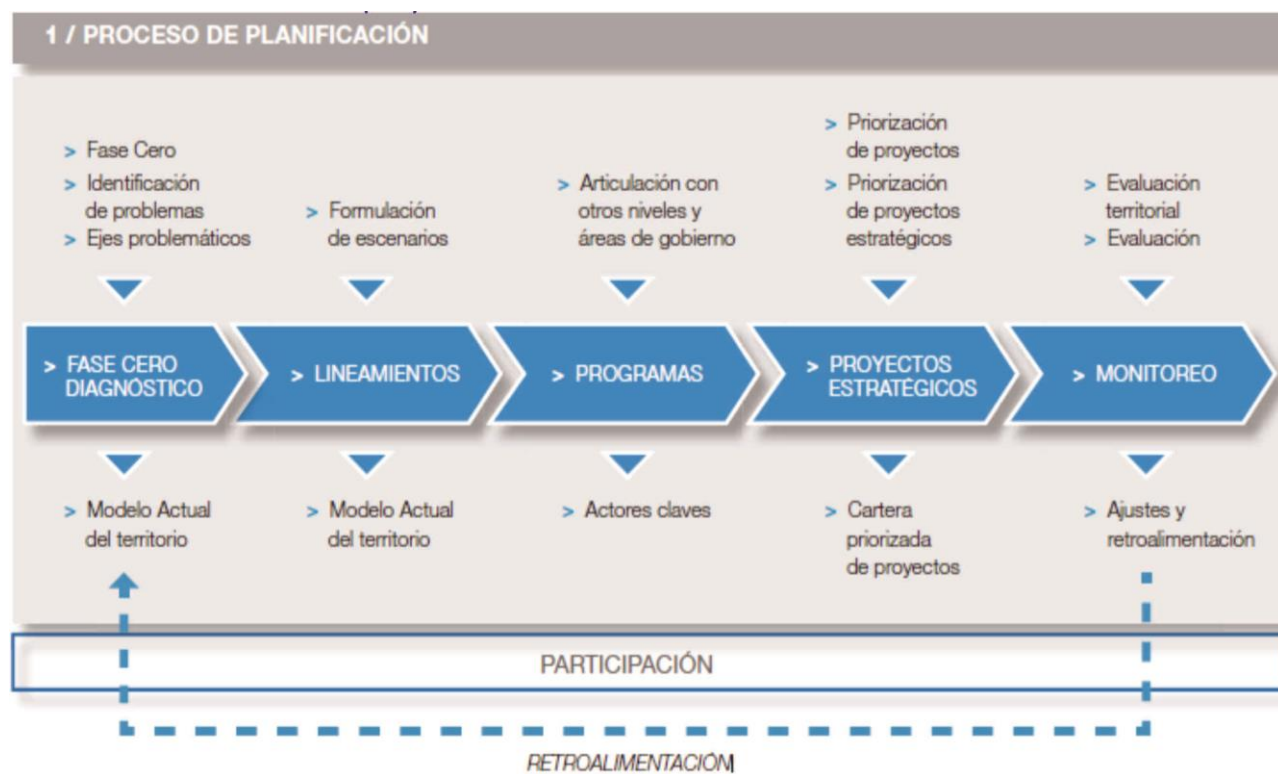 1 / PROCESO DE PLANIFICACIÓN
> Fase Cero
> Identificación
de problemas
> Ejes problemáticos
> Formulación
de escenarios
> Articulación con
otros niveles y
áreas de gobierno
> Priorización
de proyectos
> Priorización
de proyectos
estratégicos
> Evaluación
territorial
> Evaluación
> FASE CERO
DIAGNÓSTICO
> LINEAMIENTOS
> PROGRAMAS
> PROYECTOS
ESTRATÉGICOS
> MONITOREO
> Modelo Actual
del territorio
> Modelo Actual
del territorio
> Actores claves
> Cartera
priorizada
de proyectos
> Ajustes y
retroalimentación
PARTICIPACIÓN
RETROALIMENTACIÓN